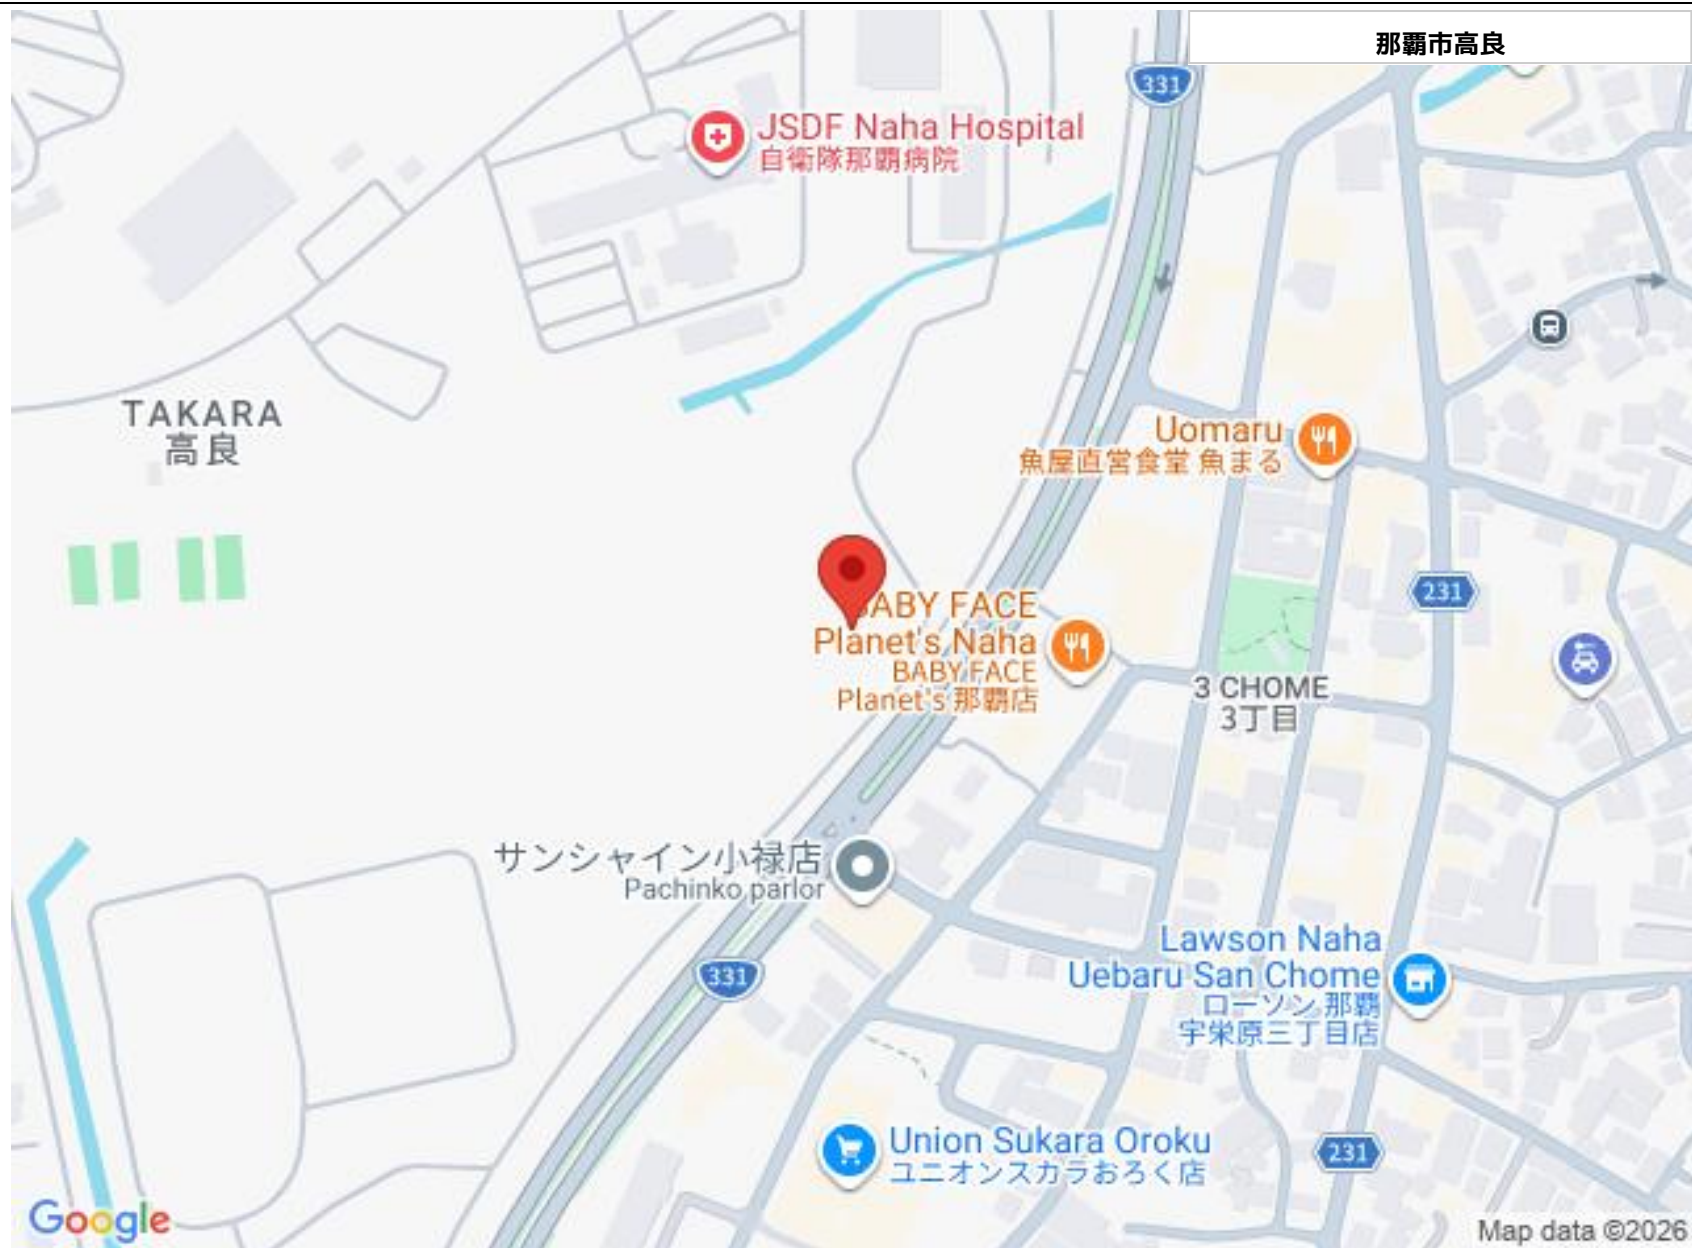 那覇市高良
331
JSDF Naha Hospital
自衛隊那覇病院
TAKARA
高良
Uomaru
魚屋直営食堂 魚まる
BABY FACE
Planet's Naha
BABY FACE
Planet's 那覇店
231
3 CHOME
3丁目
サンシャイン小禄店
Pachinko parlor
331
Lawson Naha
Uebaru San Chome
ローソン 那覇
宇栄原三丁目店
Union Sukara Oroku
ユニオンスカラおろく店
231
Google
Map data ©2026